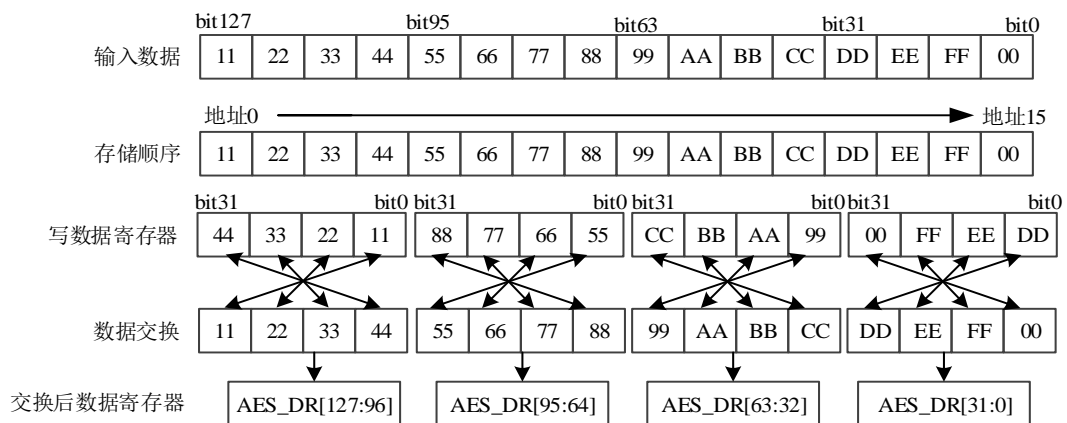 bit127 bit95 bit63 bit31 bit0
输入数据 11 22 33 44 55 66 77 88 99 AA BB CC DD EE FF 00
地址0 地址15
存储顺序 11 22 33 44 55 66 77 88 99 AA BB CC DD EE FF 00
bit31 bit0 bit31 bit0 bit31 bit0 bit31 bit0
写数据寄存器 44 33 22 11 88 77 66 55 CC BB AA 99 00 FF EE DD
数据交换 11 22 33 44 55 66 77 88 99 AA BB CC DD EE FF 00
交换后数据寄存器 AES_DR[127:96] AES_DR[95:64] AES_DR[63:32] AES_DR[31:0]